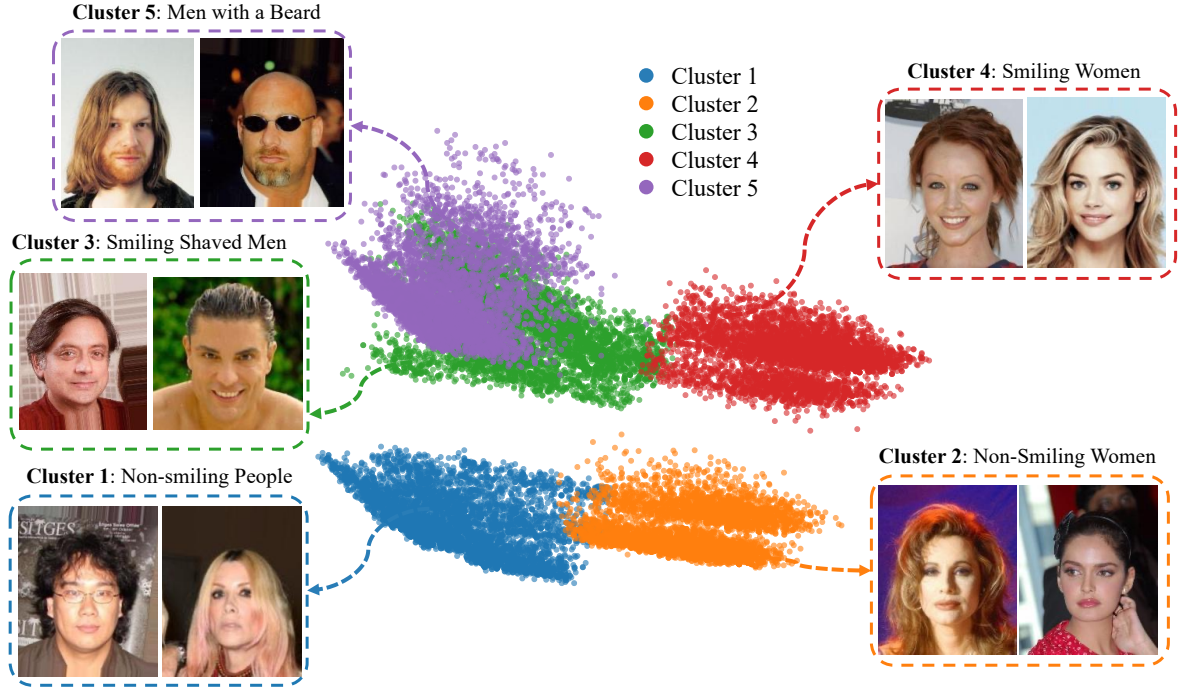 Cluster 5: Men with a Beard
Cluster 1
Cluster 2
Cluster 3
Cluster 4
Cluster 5
Cluster 4: Smiling Women
Cluster 3: Smiling Shaved Men
Cluster 1: Non-smiling People
Cluster 2: Non-Smiling Women
SITGES